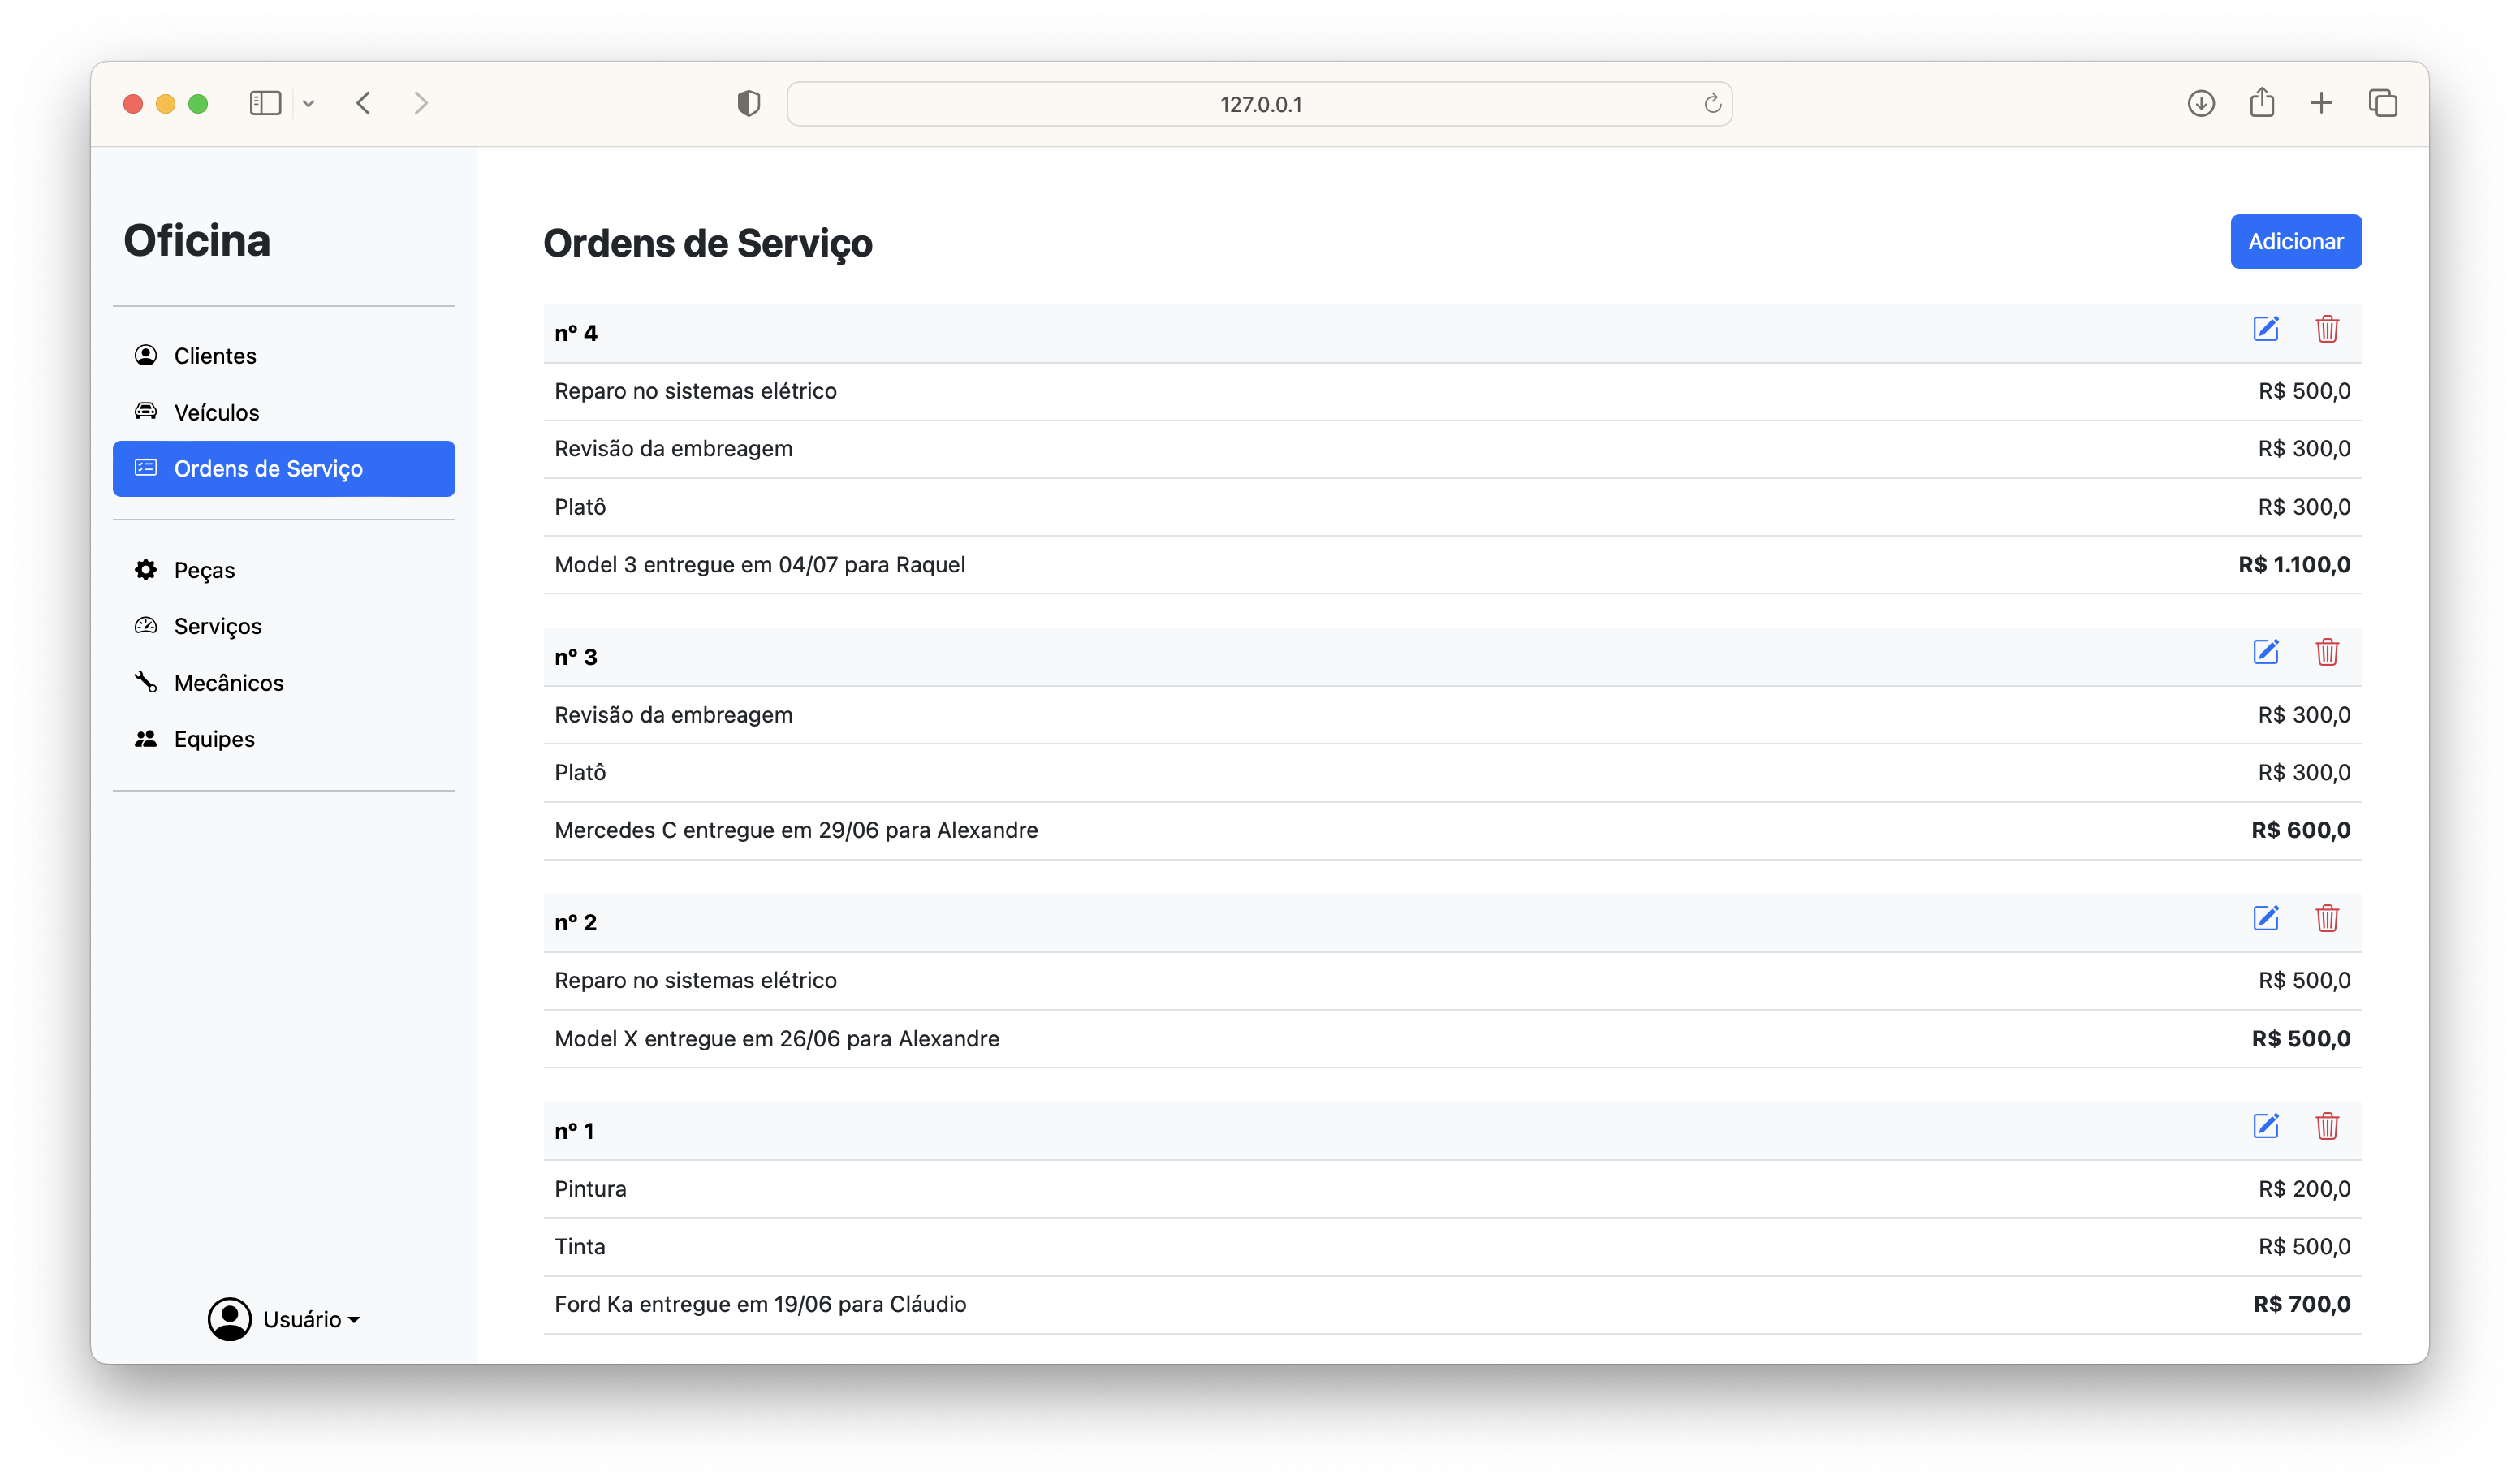 127.0.0.1
Oficina
Clientes
Veículos
Ordens de Serviço
Peças
Serviços
Mecânicos
Equipes
Usuário
Ordens de Serviço
Adicionar
nº 4
Reparo no sistemas elétrico R$ 500,0
Revisão da embreagem R$ 300,0
Platô R$ 300,0
Model 3 entregue em 04/07 para Raquel R$ 1.100,0
nº 3
Revisão da embreagem R$ 300,0
Platô R$ 300,0
Mercedes C entregue em 29/06 para Alexandre R$ 600,0
nº 2
Reparo no sistemas elétrico R$ 500,0
Model X entregue em 26/06 para Alexandre R$ 500,0
nº 1
Pintura R$ 200,0
Tinta R$ 500,0
Ford Ka entregue em 19/06 para Cláudio R$ 700,0